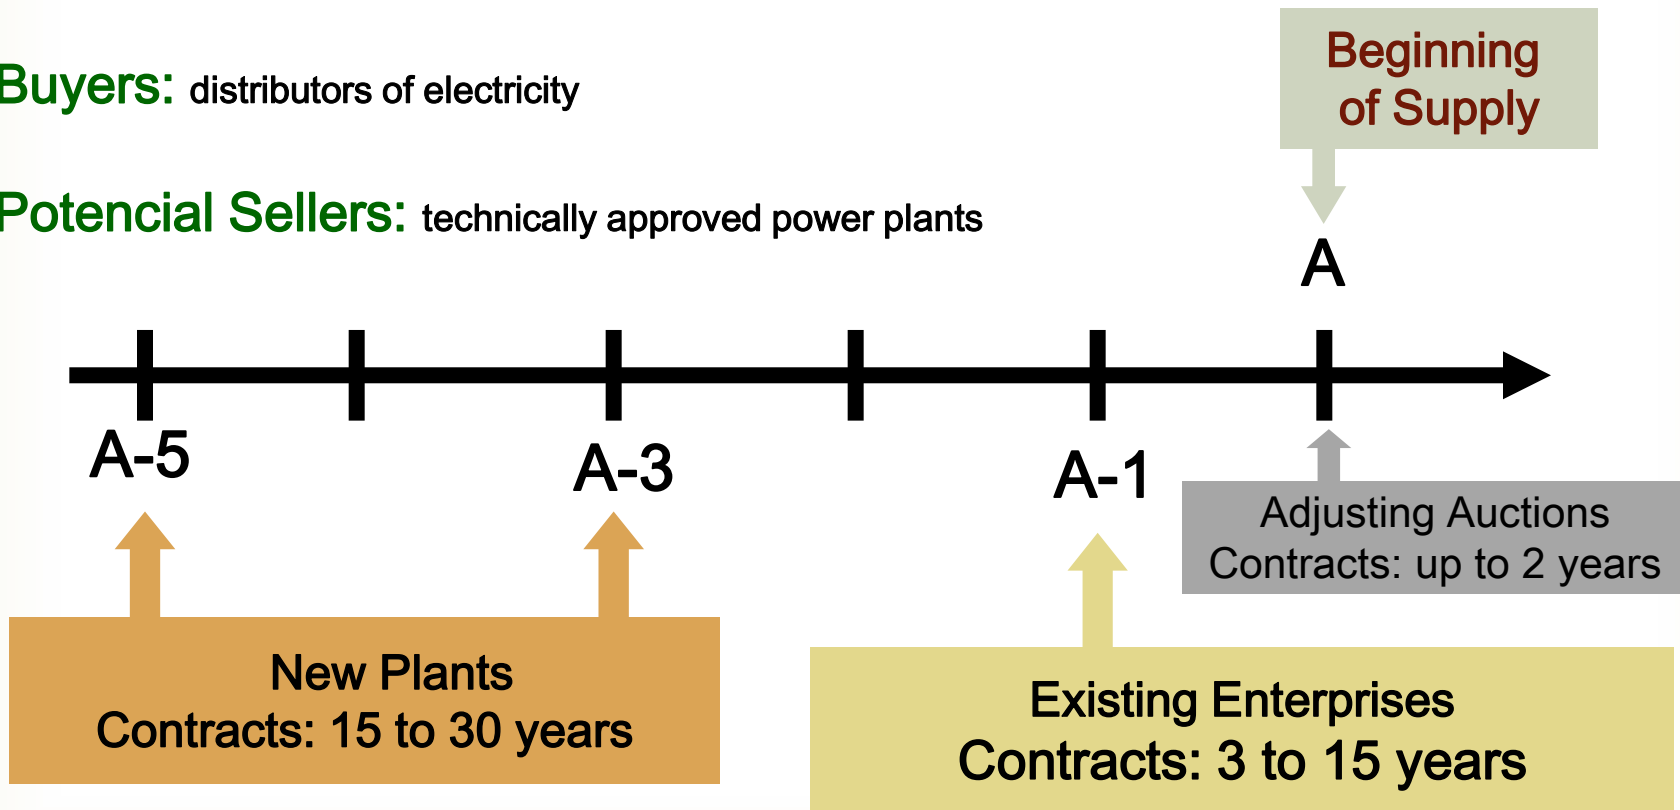 Buyers: distributors of electricity
Potencial Sellers: technically approved power plants
Beginning
of Supply
A
A-5
A-3
A-1
Adjusting Auctions
Contracts: up to 2 years
New Plants
Contracts: 15 to 30 years
Existing Enterprises
Contracts: 3 to 15 years